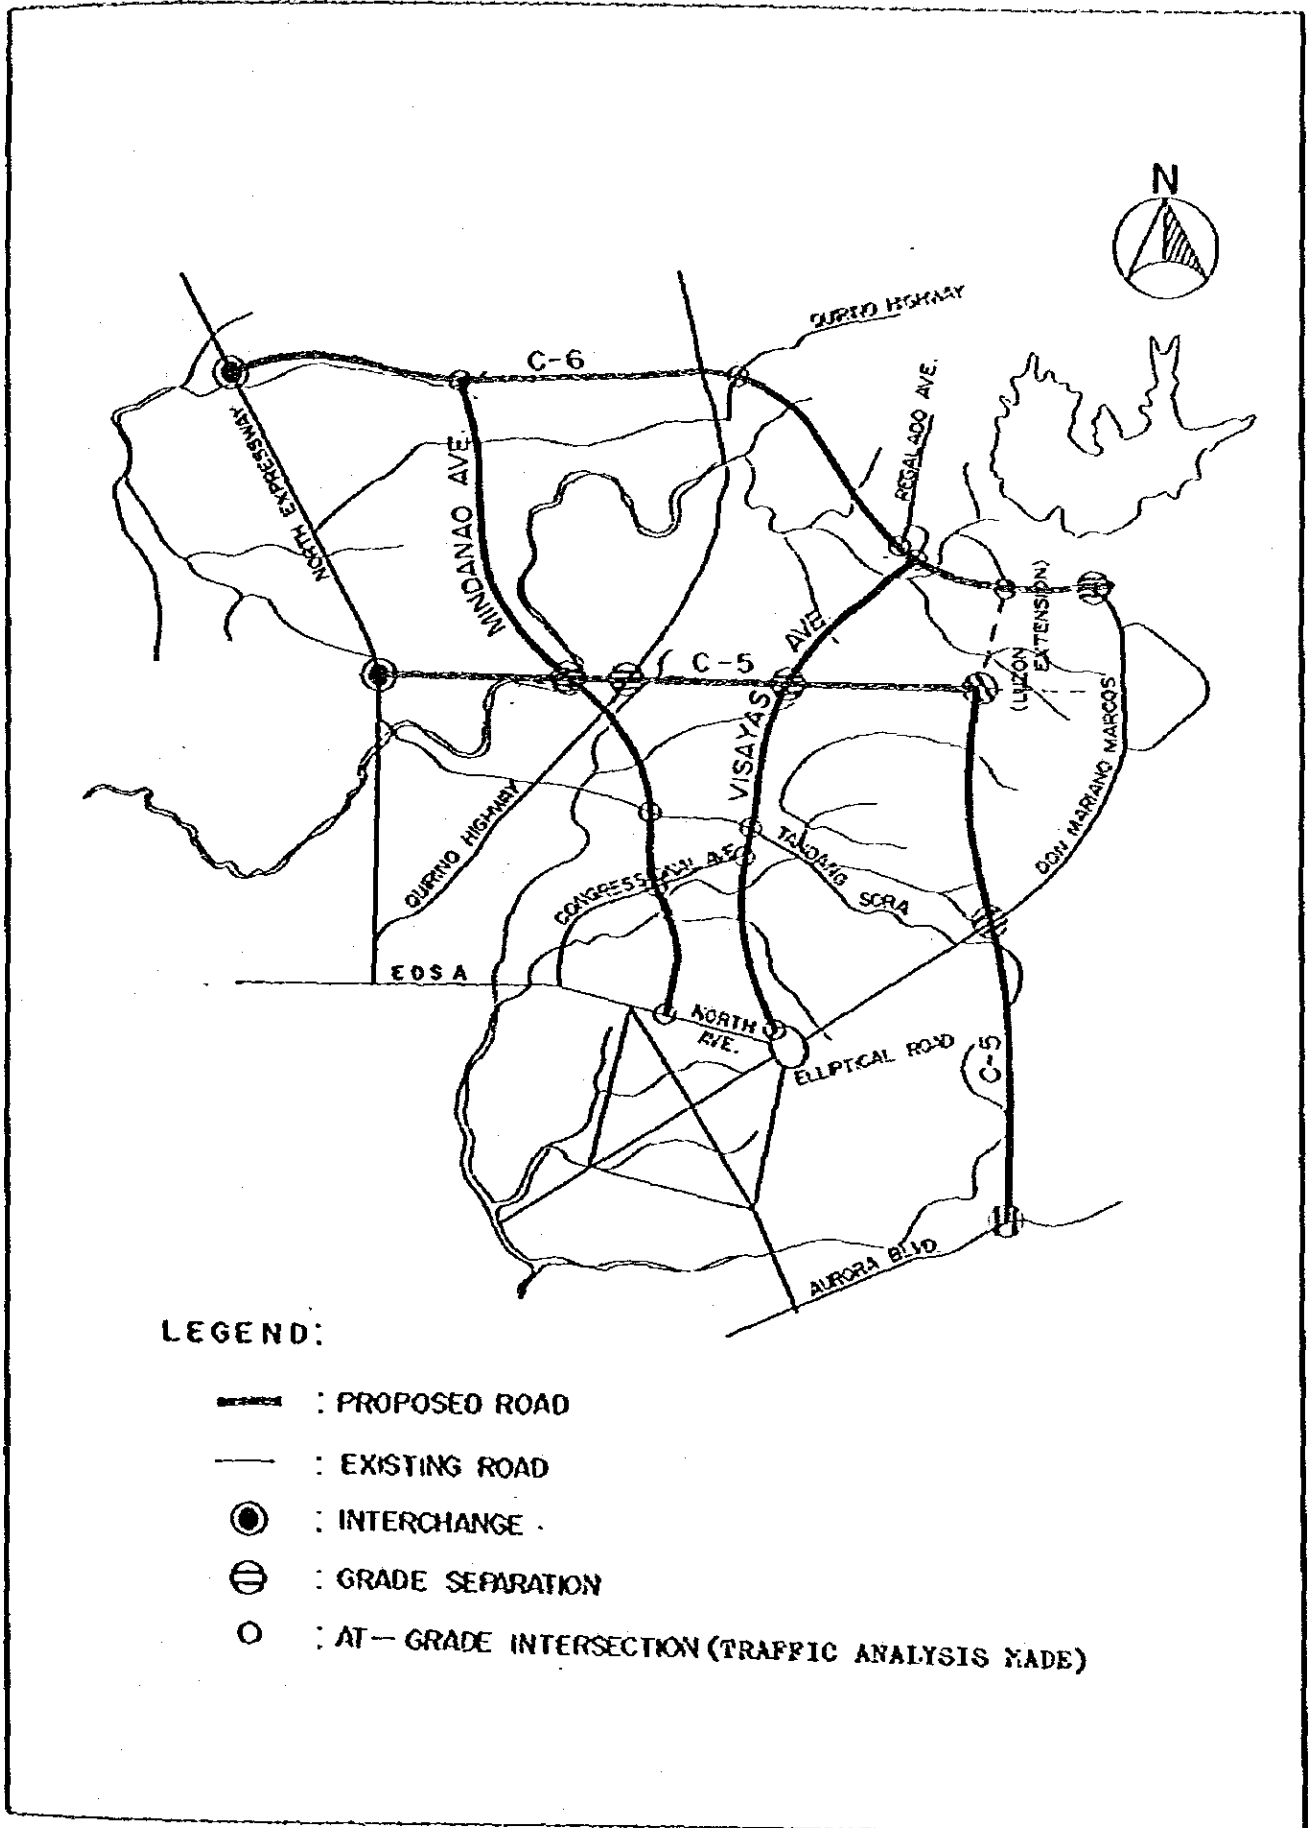 N
QUIRINO HIGHWAY
C-6
REGALADO AVE.
NORTH EXPRESSWAY
MINDANAO AVE.
(LUZON
EXTENSION)
AVE.
C-5
VISAYAS
DON MARIANO MARCOS
QUIRINO HIGHWAY
TANDANG
SORA
CONGRESSIONAL AVE.
EDSA
NORTH
AVE.
ELLIPTICAL ROAD
C-5
AURORA BLVD.
LEGEND:
: PROPOSED ROAD
: EXISTING ROAD
: INTERCHANGE
: GRADE SEPARATION
: AT-GRADE INTERSECTION (TRAFFIC ANALYSIS MADE)